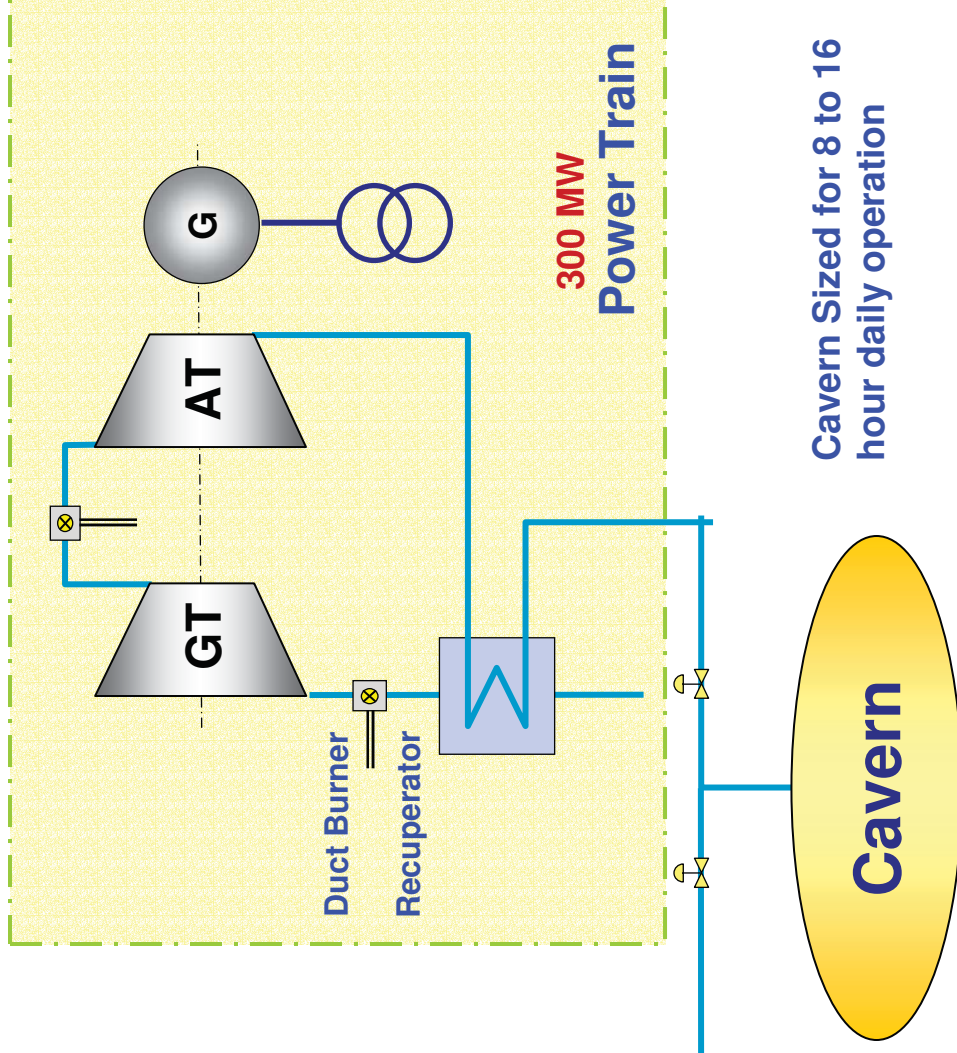 GT
AT
G
Duct Burner
Recuperator
300 MW
Power Train
Cavern
Cavern Sized for 8 to 16
hour daily operation